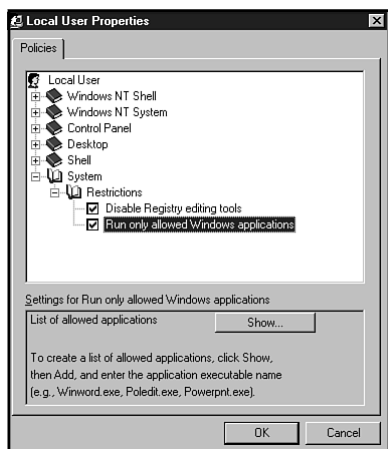 Local User Properties
Policies
Local User
Windows NT Shell
Windows NT System
Control Panel
Desktop
Shell
System
Restrictions
Disable Registry editing tools
Run only allowed Windows applications
Settings for Run only allowed Windows applications
List of allowed applications
Show...
To create a list of allowed applications, click Show,
then Add, and enter the application executable name
(e.g., Winword.exe, Poledit.exe, Powerpnt.exe).
OK
Cancel